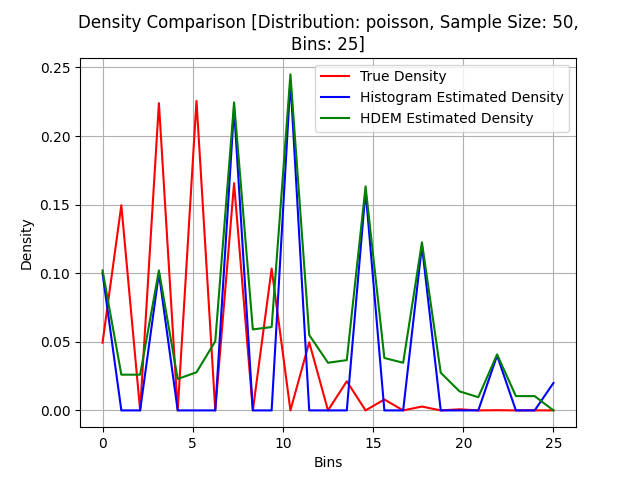 Density Comparison [Distribution: poisson, Sample Size: 50,
Bins: 25]
True Density
Histogram Estimated Density
HDEM Estimated Density
Density
0.25
0.20
0.15
0.10
0.05
0.00
0 5 10 15 20 25
Bins